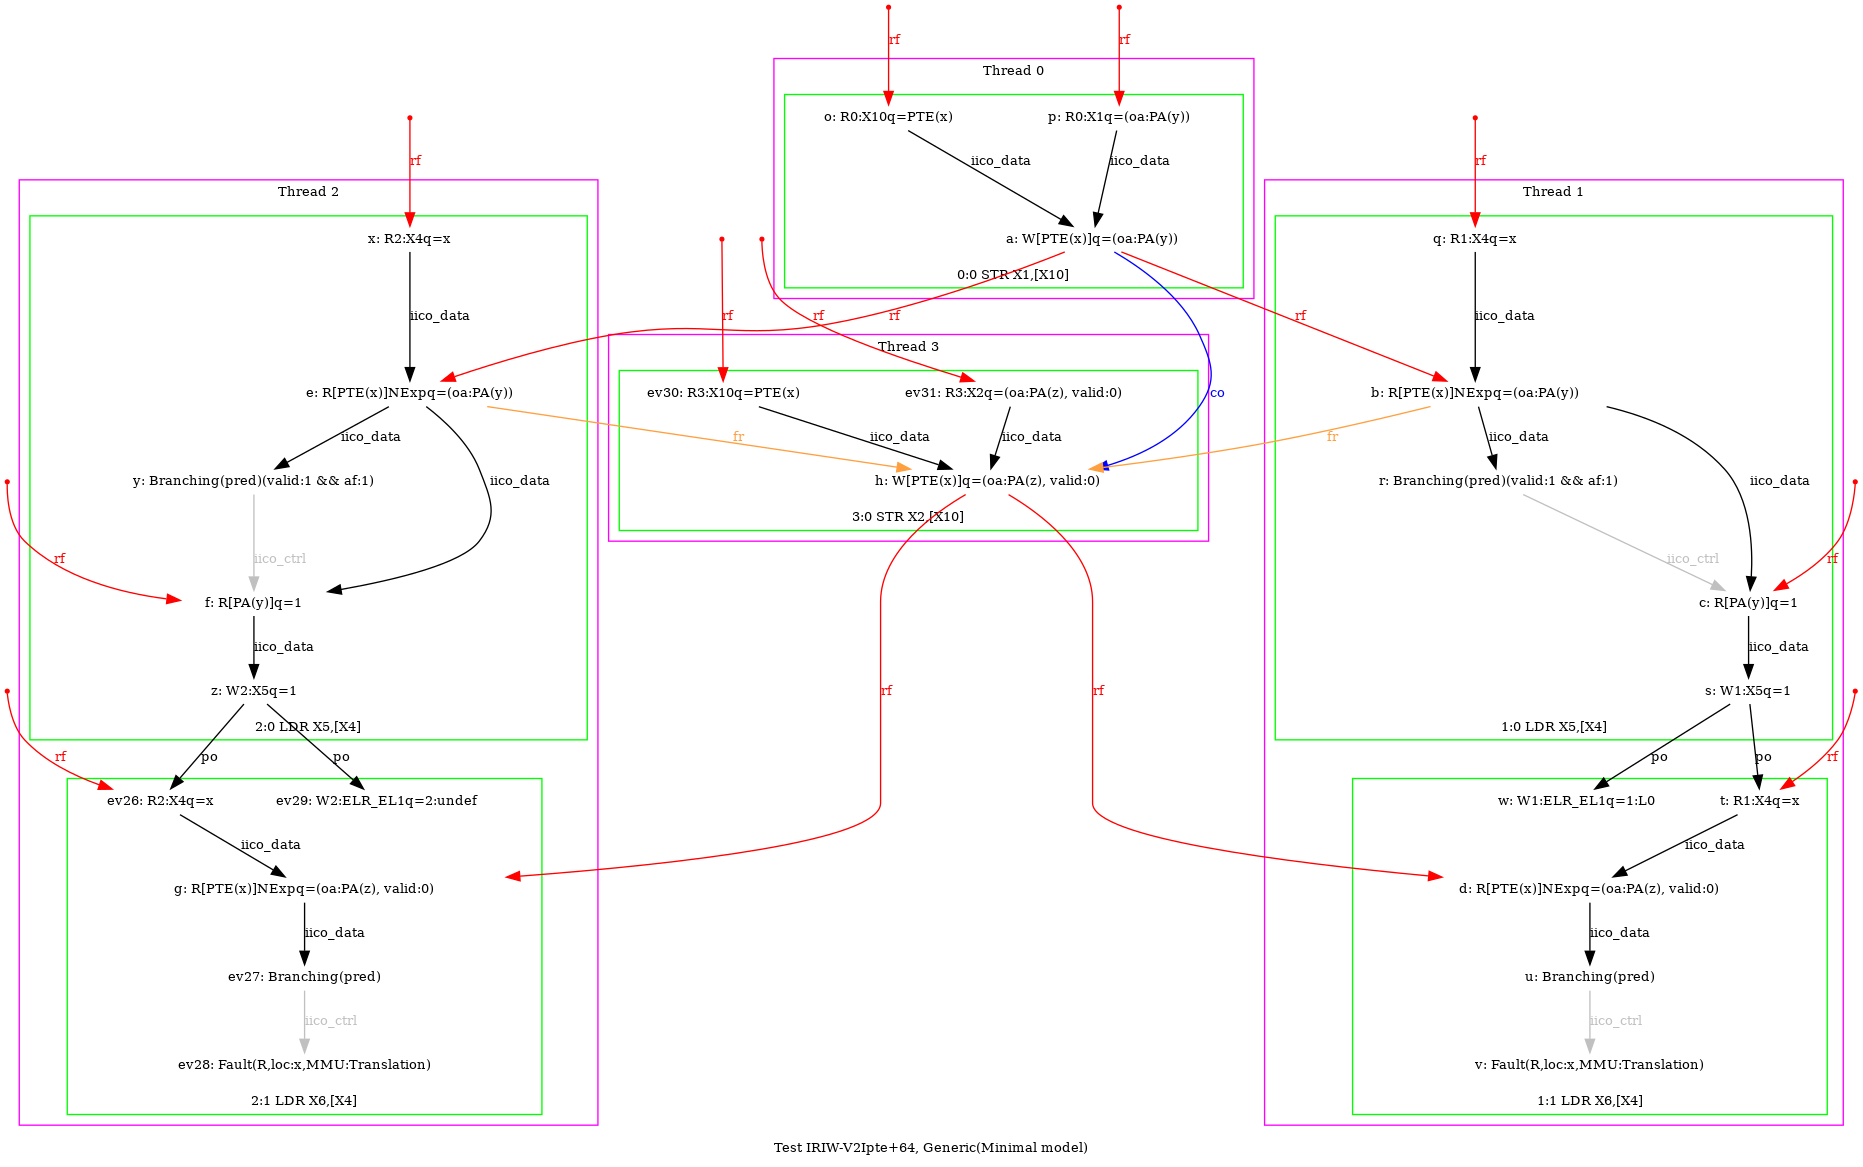 rf
rf
Thread 0
o: R0:X10q=PTE(x)
p: R0:X1q=(oa:PA(y))
rf
rf
iico_data
iico_data
Thread 2
Thread 1
x: R2:X4q=x
a: W[PTE(x)]q=(oa:PA(y))
q: R1:X4q=x
0:0 STR X1,[X10]
iico_data
rf
rf
rf
rf
iico_data
Thread 3
e: R[PTE(x)]NExpq=(oa:PA(y))
ev30: R3:X10q=PTE(x)
ev31: R3:X2q=(oa:PA(z), valid:0)
co
b: R[PTE(x)]NExpq=(oa:PA(y))
iico_data
fr
iico_data
iico_data
fr
iico_data
y: Branching(pred)(valid:1 && af:1)
iico_data
h: W[PTE(x)]q=(oa:PA(z), valid:0)
r: Branching(pred)(valid:1 && af:1)
iico_data
3:0 STR X2,[X10]
rf
iico_ctrl
iico_ctrl
rf
f: R[PA(y)]q=1
c: R[PA(y)]q=1
iico_data
iico_data
z: W2:X5q=1
rf
rf
s: W1:X5q=1
2:0 LDR X5,[X4]
1:0 LDR X5,[X4]
rf
po
po
po
po
rf
ev26: R2:X4q=x
ev29: W2:ELR_EL1q=2:undef
w: W1:ELR_EL1q=1:L0
t: R1:X4q=x
iico_data
iico_data
g: R[PTE(x)]NExpq=(oa:PA(z), valid:0)
d: R[PTE(x)]NExpq=(oa:PA(z), valid:0)
iico_data
iico_data
ev27: Branching(pred)
u: Branching(pred)
iico_ctrl
iico_ctrl
ev28: Fault(R,loc:x,MMU:Translation)
v: Fault(R,loc:x,MMU:Translation)
2:1 LDR X6,[X4]
1:1 LDR X6,[X4]
Test IRIW-V2Ipte+64, Generic(Minimal model)